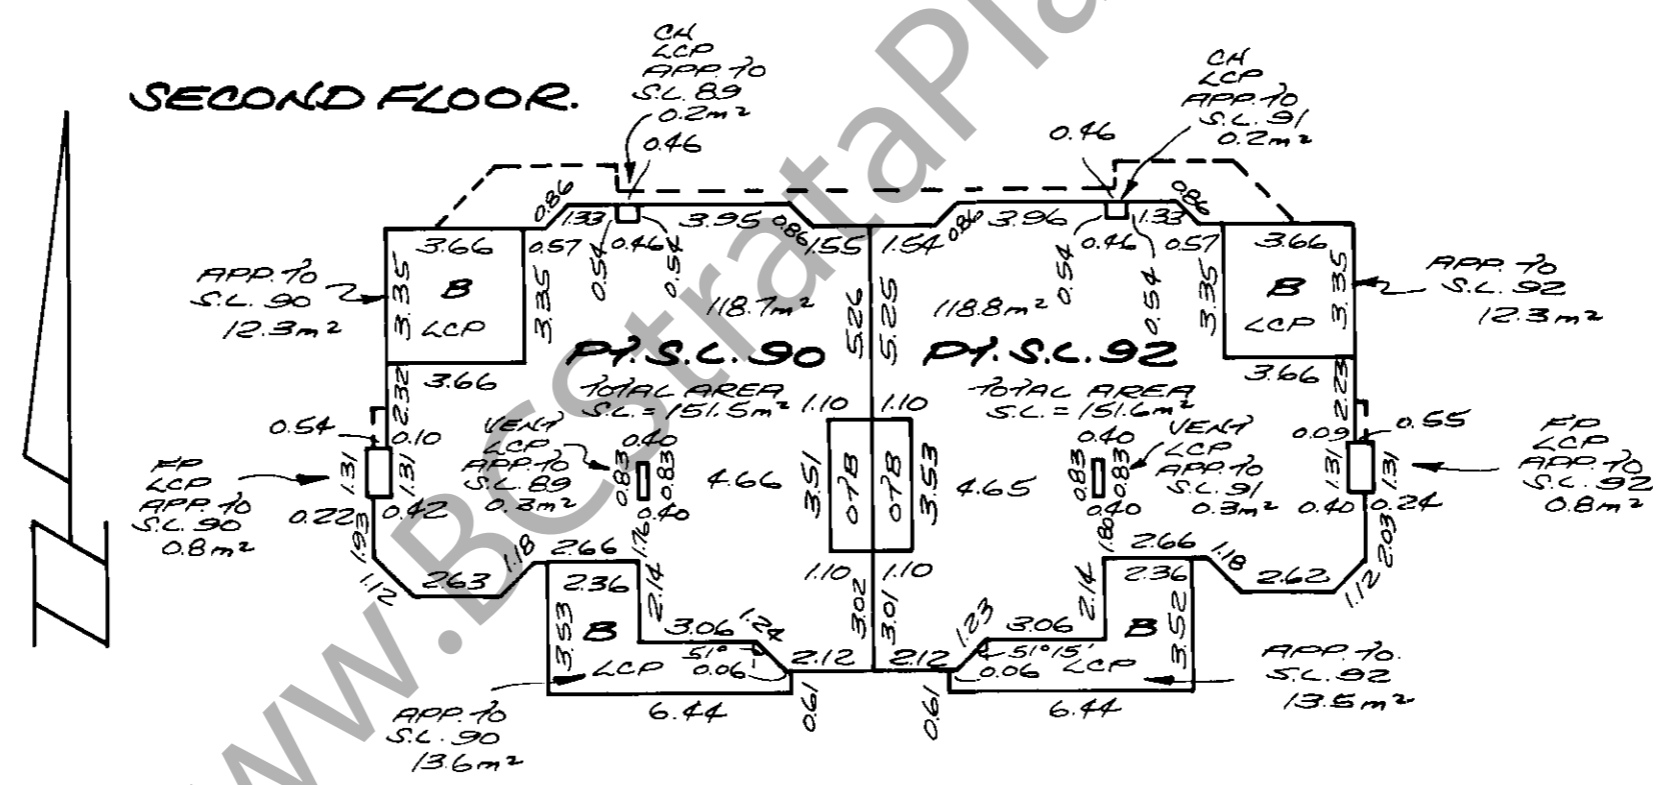 SECOND FLOOR.
CH
LCP
APP. TO
S.L. 89
0.2m²
0.46
CH
LCP
APP. TO
S.L. 91
0.2m²
0.46
0.86
1.33
3.95
0.86
1.55
1.54
0.86
3.96
1.33
0.86
3.66
0.57
0.54
0.46
0.54
0.46
0.54
0.54
0.57
3.66
APP. TO
S.L. 90
12.3m²
3.35
B
LCP
3.35
118.7m²
5.26
5.25
118.8m²
3.35
B
LCP
3.35
APP. TO
S.L. 92
12.3m²
PT. S.L. 90
PT. S.L. 92
3.66
2.32
TOTAL AREA
S.L. = 151.5m²
1.10
1.10
TOTAL AREA
S.L. = 151.6m²
3.66
2.23
0.54
0.10
VENT
LCP
APP. TO
S.L. 89
0.3m²
0.40
0.83
0.83
0.40
4.66
3.51
078
078
3.53
4.65
0.40
0.83
0.83
0.40
VENT
LCP
APP. TO
S.L. 91
0.3m²
0.09
0.55
FP
LCP
APP. TO
S.L. 90
0.8m²
1.31
1.31
0.22
0.42
1.31
1.31
0.40
0.24
FP
LCP
APP. TO
S.L. 92
0.8m²
1.93
1.12
2.63
1.18
2.66
1.76
1.10
1.10
1.80
2.66
1.18
2.62
1.12
2.03
2.36
2.14
3.02
3.01
2.14
2.36
3.53
B
LCP
3.06
1.24
51°
0.06
2.12
2.12
1.23
3.06
51°15'
0.06
B
LCP
3.52
6.44
0.61
0.61
6.44
APP. TO
S.L. 90
13.6m²
APP. TO.
S.L. 92
13.5m²
www.BCStrataPla